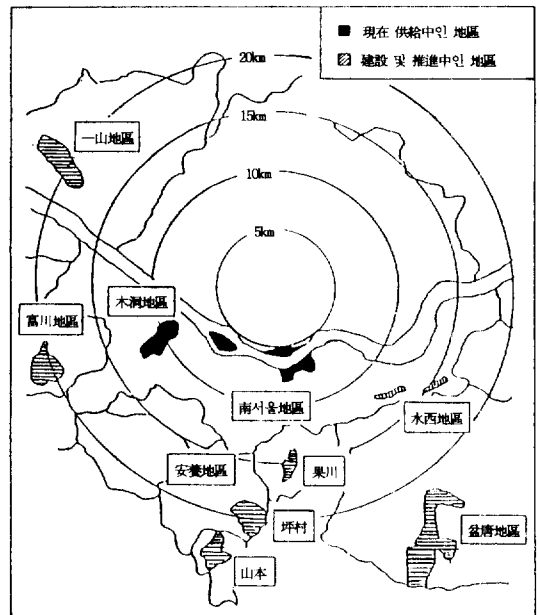 ■ 現在 供給中인 地區
▨ 建設 및 推進中인 地區
20km
15km
10km
5km
一山地區
木洞地區
富川地區
南서울地區
水西地區
安養地區
果川
坪村
盆唐地區
山本